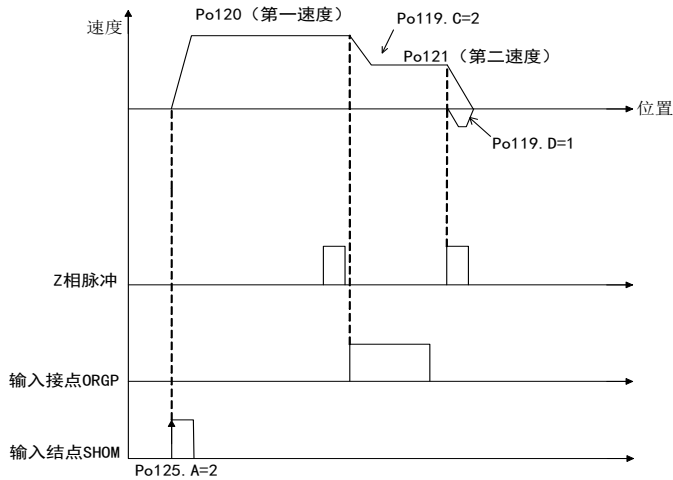 Po120（第一速度）
Po119.C=2
速度
Po121（第二速度）
位置
Po119.D=1
Z相脉冲
输入接点ORGP
输入结点SHOM
Po125.A=2